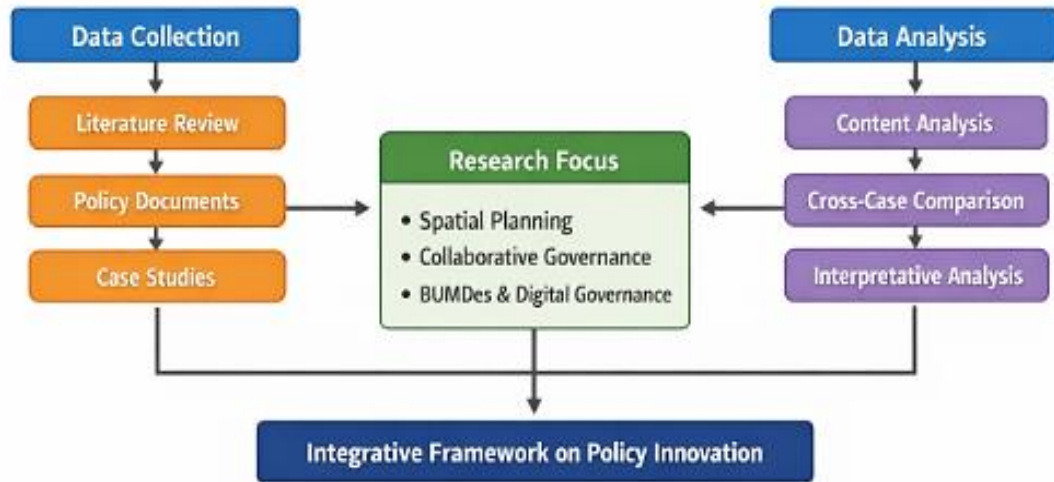 Data Collection
Literature Review
Policy Documents
Case Studies
Research Focus
• Spatial Planning
• Collaborative Governance
• BUMDes & Digital Governance
Data Analysis
Content Analysis
Cross-Case Comparison
Interpretative Analysis
Integrative Framework on Policy Innovation